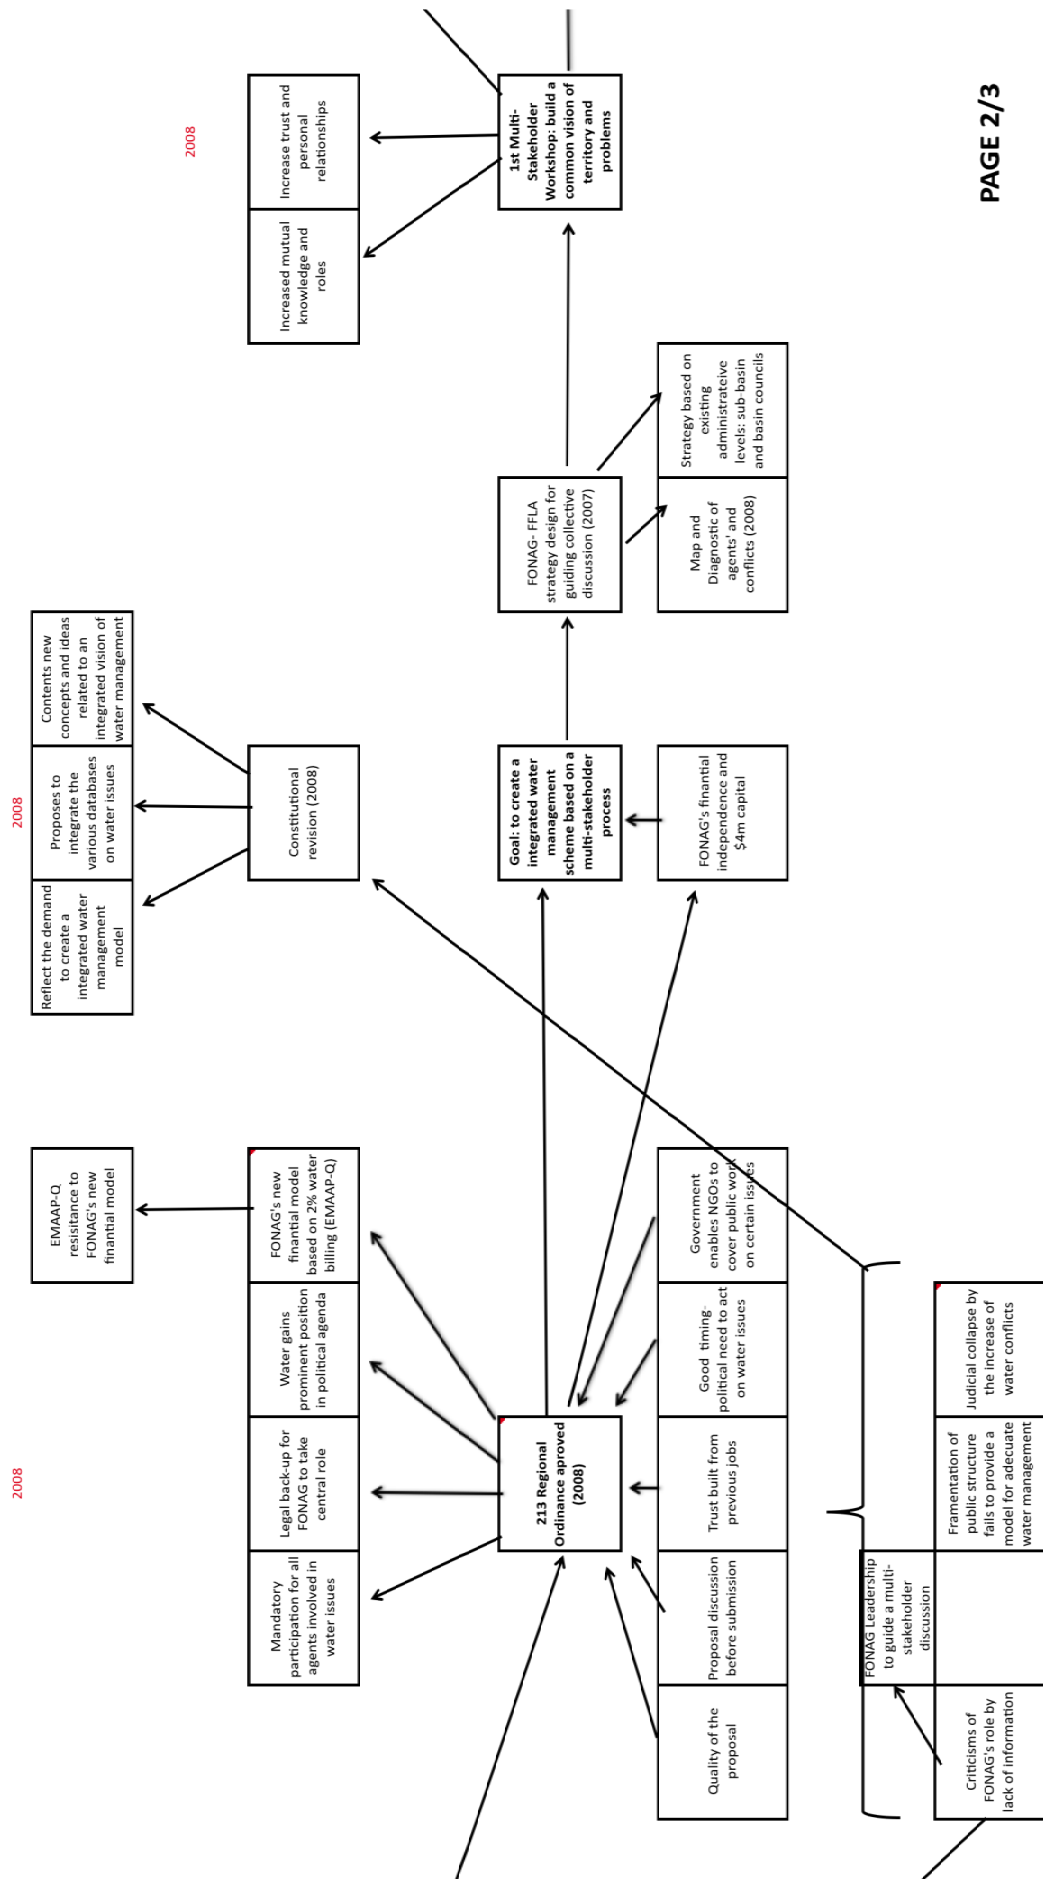 2008
2008
2008
EMAAP-Q
resisitance to
FONAG's new
finantial model
Reflect the demand
to create a
integrated water
management
model
Proposes to
integrate the
various databases
on water issues
Contents new
concepts and ideas
related to an
integrated vision of
water management
Mandatory
participation for all
agents involved in
water issues
Legal back-up for
FONAG to take
central role
Water gains
prominent position
in political agenda
FONAG's new
finantial model
based on 2% water
billing (EMAAP-Q)
Constitutional
revision (2008)
Increased mutual
knowledge and
roles
Increase trust and
personal
relationships
213 Regional
Ordinance aproved
(2008)
Goal: to create a
integrated water
management
scheme based on a
multi-stakeholder
process
FONAG- FFLA
strategy design for
guiding collective
discussion (2007)
1st Multi-
Stakeholder
Workshop: build a
common vision of
territory and
problems
Quality of the
proposal
Proposal discussion
before submission
Trust built from
previous jobs
Good timing-
political need to act
on water issues
Government
enables NGOs to
cover public work
on certain issues
FONAG's finantial
independence and
$4m capital
Map and
Diagnostic of
agents' and
conflicts (2008)
Strategy based on
existing
administrateive
levels: sub-basin
and basin councils
FONAG Leadership
to guide a multi-
stakeholder
discussion
Criticisms of
FONAG's role by
lack of information
Framentation of
public structure
fails to provide a
model for adequate
water management
Judicial collapse by
the increase of
water conflicts
PAGE 2/3